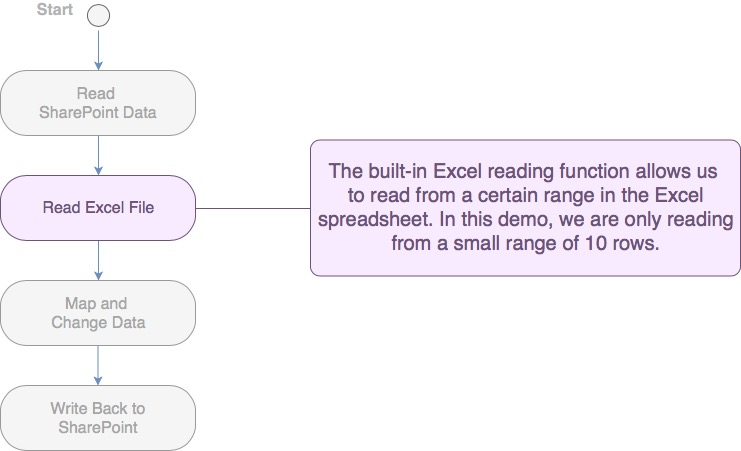 Start
Read
SharePoint Data
Read Excel File
The built-in Excel reading function allows us
to read from a certain range in the Excel
spreadsheet. In this demo, we are only reading
from a small range of 10 rows.
Map and
Change Data
Write Back to
SharePoint